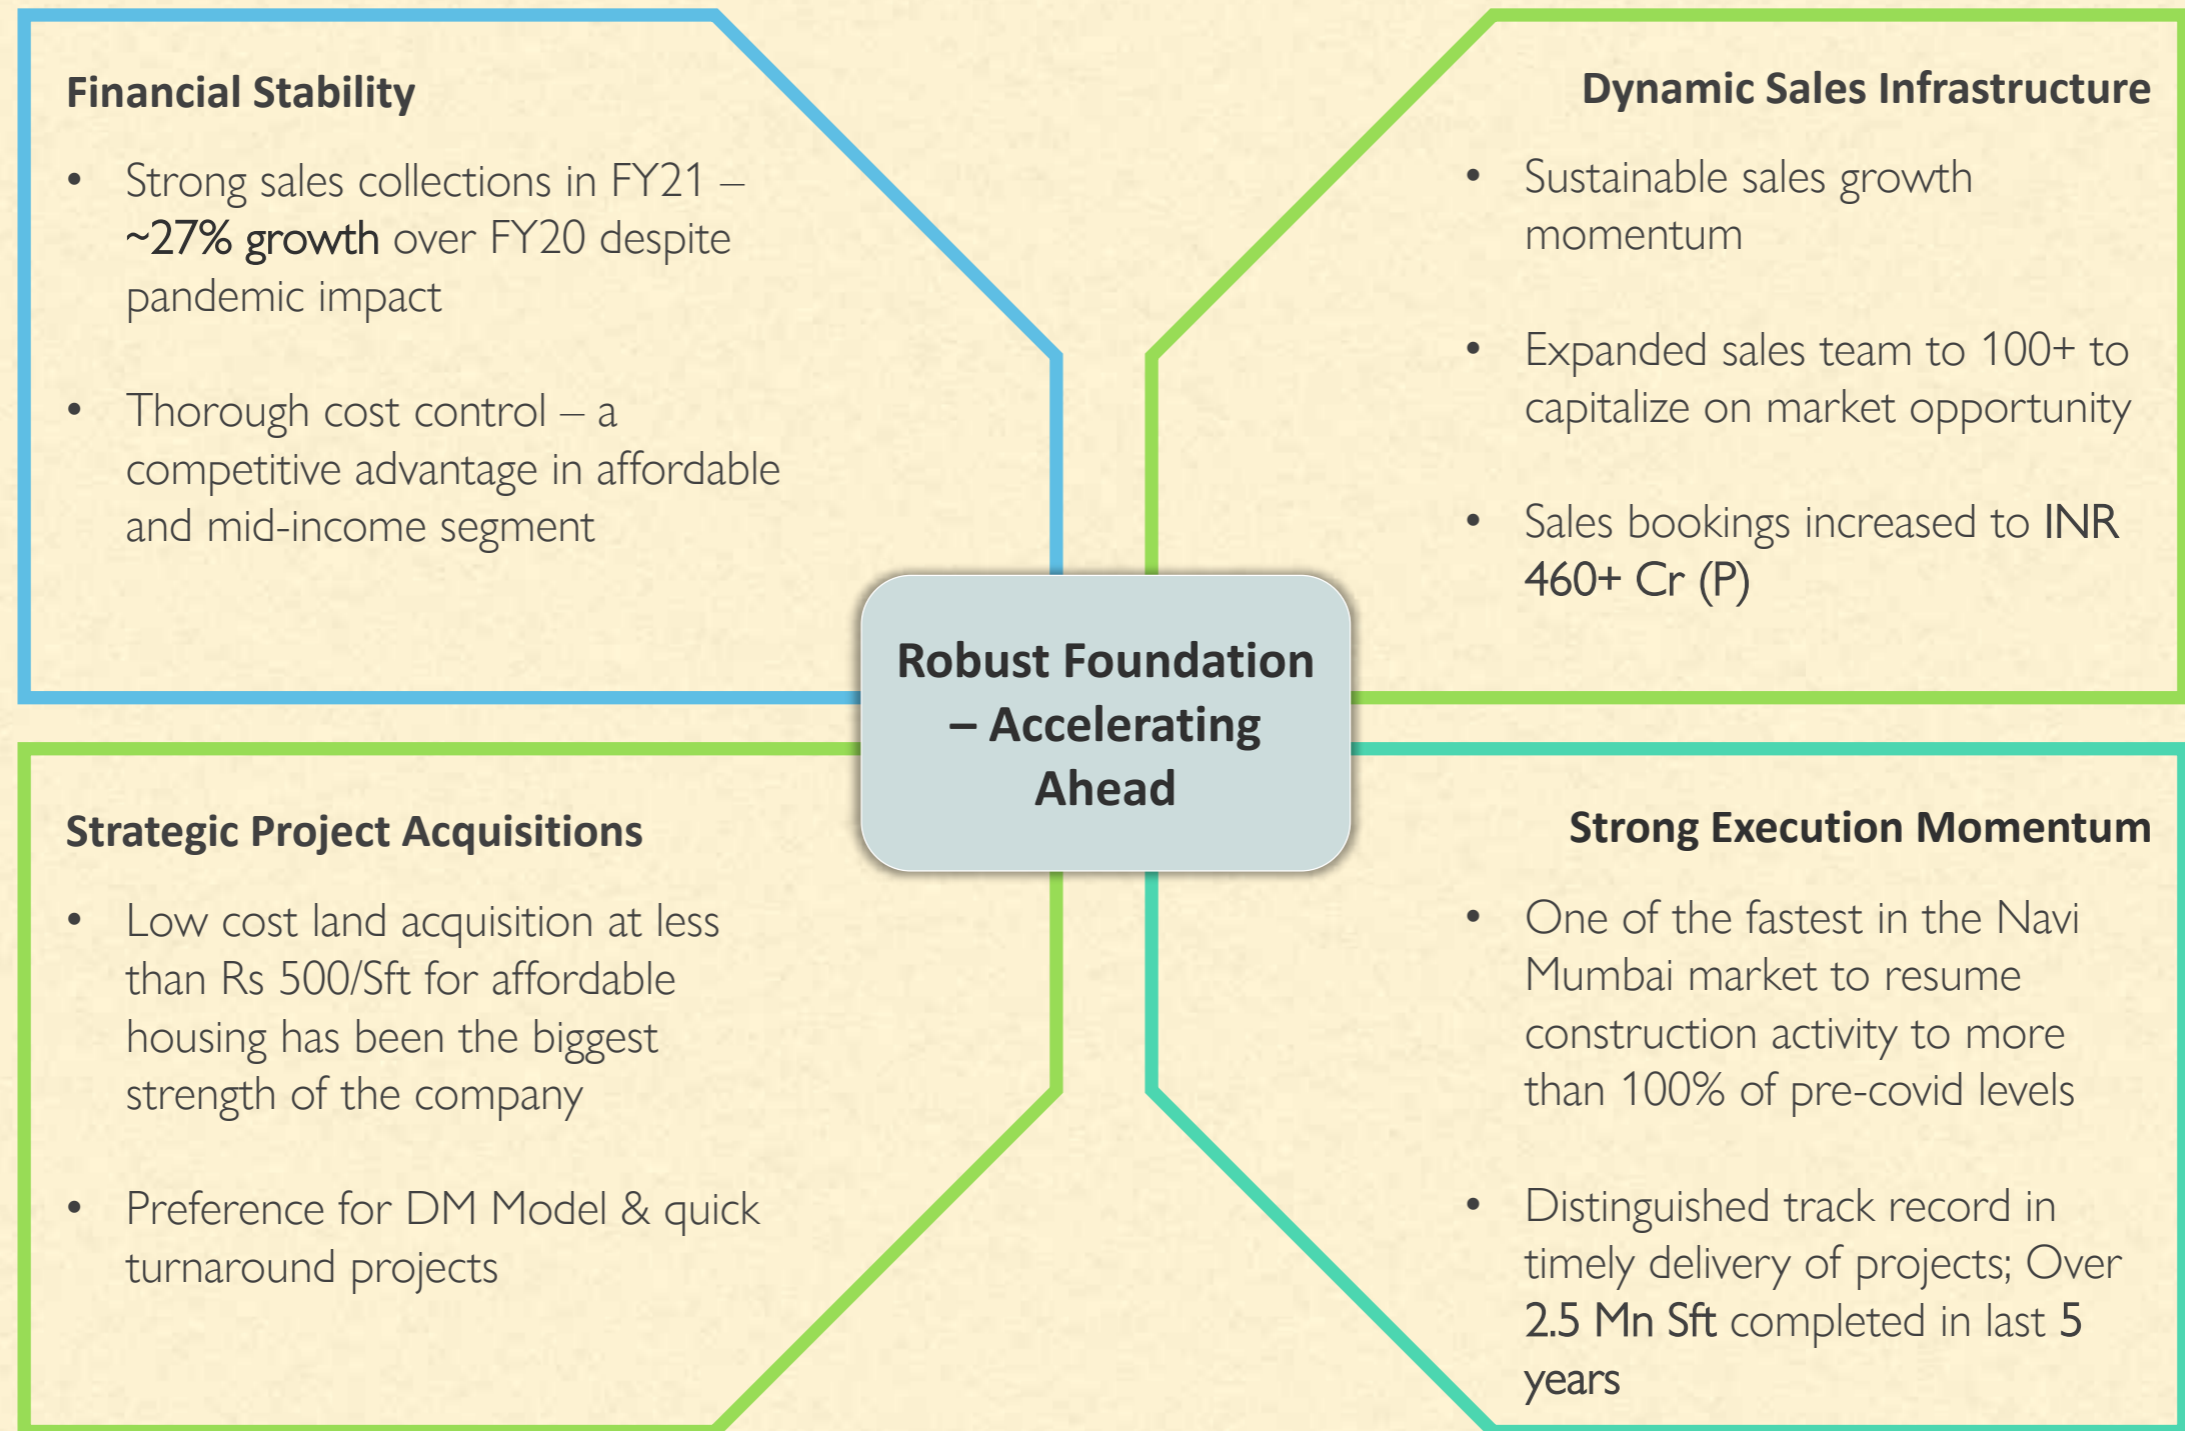 Financial Stability
• Strong sales collections in FY21 –
~27% growth over FY20 despite
pandemic impact
• Thorough cost control – a
competitive advantage in affordable
and mid-income segment
Dynamic Sales Infrastructure
• Sustainable sales growth
momentum
• Expanded sales team to 100+ to
capitalize on market opportunity
• Sales bookings increased to INR
460+ Cr (P)
Robust Foundation
– Accelerating
Ahead
Strategic Project Acquisitions
• Low cost land acquisition at less
than Rs 500/Sft for affordable
housing has been the biggest
strength of the company
• Preference for DM Model & quick
turnaround projects
Strong Execution Momentum
• One of the fastest in the Navi
Mumbai market to resume
construction activity to more
than 100% of pre-covid levels
• Distinguished track record in
timely delivery of projects; Over
2.5 Mn Sft completed in last 5
years